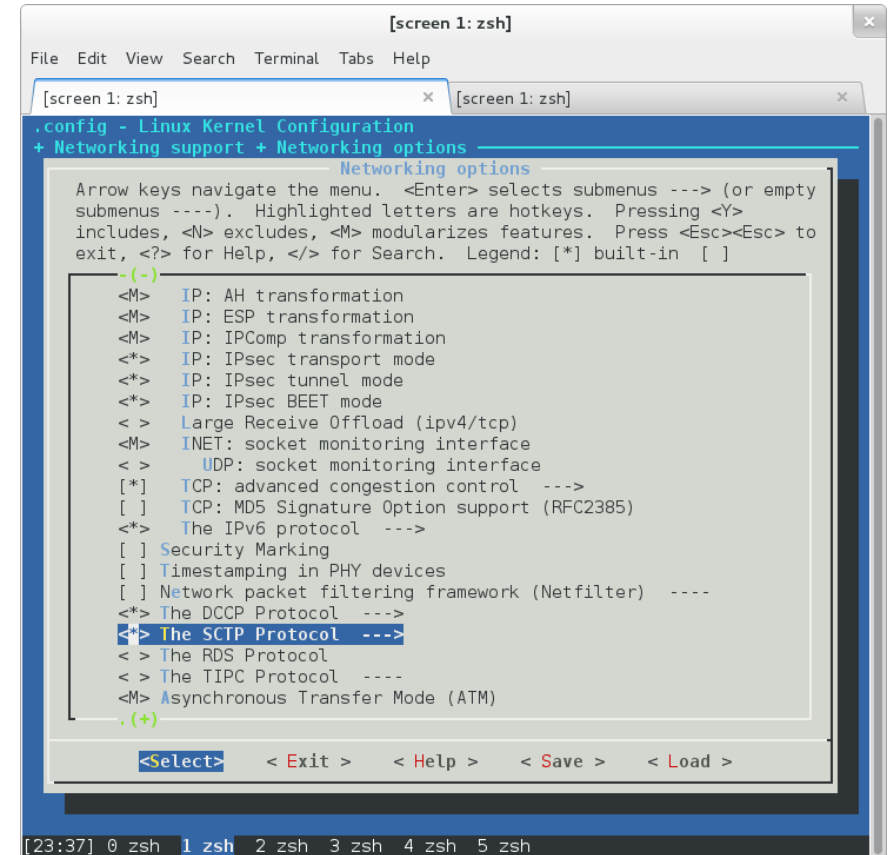 [screen 1: zsh]
File Edit View Search Terminal Tabs Help
[screen 1: zsh] × [screen 1: zsh] ×
.config - Linux Kernel Configuration
+ Networking support + Networking options
Networking options
Arrow keys navigate the menu. <Enter> selects submenus ---> (or empty
submenus ----). Highlighted letters are hotkeys. Pressing <Y>
includes, <N> excludes, <M> modularizes features. Press <Esc><Esc> to
exit, <?> for Help, </> for Search. Legend: [*] built-in [ ]
-(-)
<M> IP: AH transformation
<M> IP: ESP transformation
<M> IP: IPComp transformation
<*> IP: IPsec transport mode
<*> IP: IPsec tunnel mode
<*> IP: IPsec BEET mode
< > Large Receive Offload (ipv4/tcp)
<M> INET: socket monitoring interface
< > UDP: socket monitoring interface
[*] TCP: advanced congestion control --->
[ ] TCP: MD5 Signature Option support (RFC2385)
<*> The IPv6 protocol --->
[ ] Security Marking
[ ] Timestamping in PHY devices
[ ] Network packet filtering framework (Netfilter) ----
<*> The DCCP Protocol --->
<*> The SCTP Protocol --->
< > The RDS Protocol
< > The TIPC Protocol ----
<M> Asynchronous Transfer Mode (ATM)
.(+)
<Select> < Exit > < Help > < Save > < Load >
[23:37] 0 zsh 1 zsh 2 zsh 3 zsh 4 zsh 5 zsh